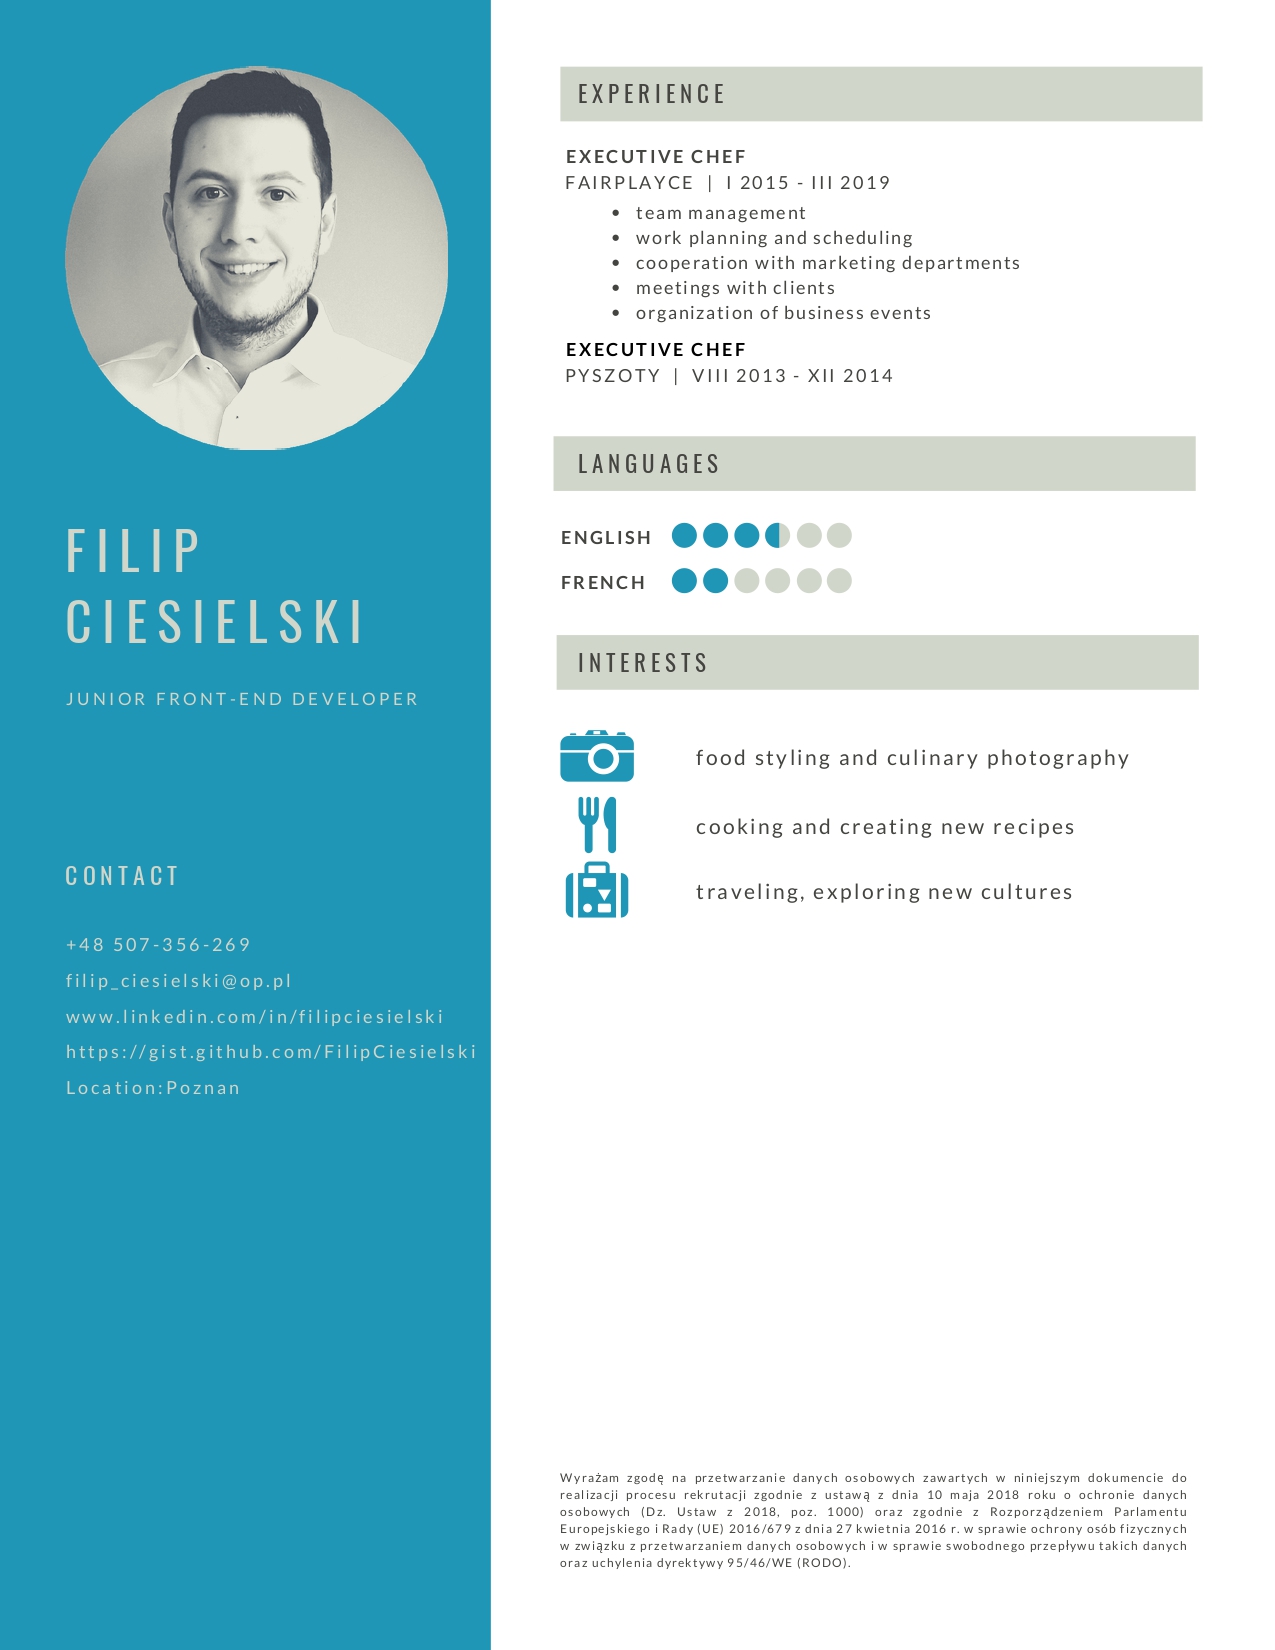 FILIP
CIESIELSKI
JUNIOR FRONT-END DEVELOPER
CONTACT
+48 507-356-269
filip_ciesielski@op.pl
www.linkedin.com/in/filipciesielski
https://gist.github.com/FilipCiesielski
Location:Poznan
EXPERIENCE
EXECUTIVE CHEF
FAIRPLAYCE | I 2015 - III 2019
• team management
• work planning and scheduling
• cooperation with marketing departments
• meetings with clients
• organization of business events
EXECUTIVE CHEF
PYSZOTY | VIII 2013 - XII 2014
LANGUAGES
ENGLISH
FRENCH
INTERESTS
food styling and culinary photography
cooking and creating new recipes
traveling, exploring new cultures
Wyrażam zgodę na przetwarzanie danych osobowych zawartych w niniejszym dokumencie do
realizacji procesu rekrutacji zgodnie z ustawą z dnia 10 maja 2018 roku o ochronie danych
osobowych (Dz. Ustaw z 2018, poz. 1000) oraz zgodnie z Rozporządzeniem Parlamentu
Europejskiego i Rady (UE) 2016/679 z dnia 27 kwietnia 2016 r. w sprawie ochrony osób fizycznych
w związku z przetwarzaniem danych osobowych i w sprawie swobodnego przepływu takich danych
oraz uchylenia dyrektywy 95/46/WE (RODO).